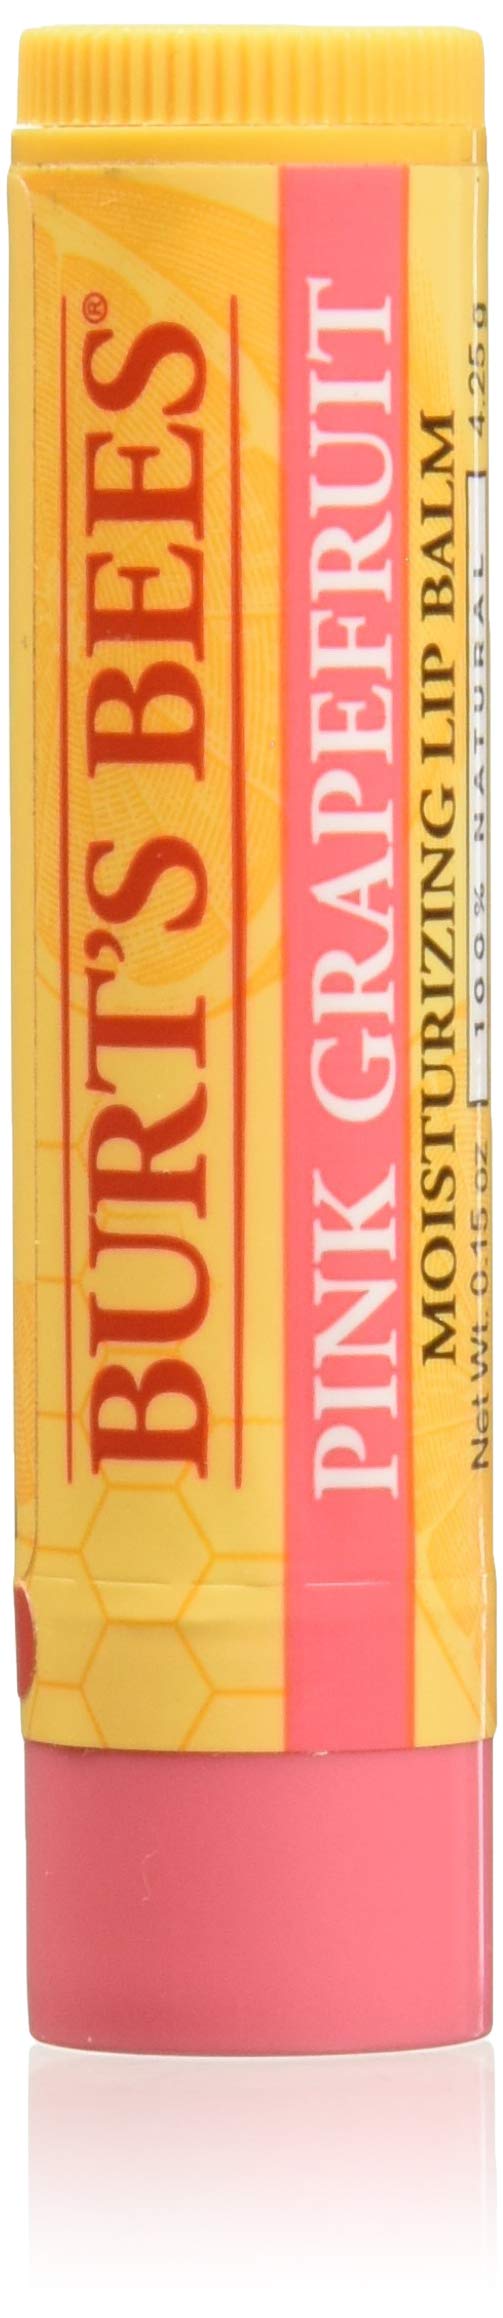 BURT'S BEES®
PINK GRAPEFRUIT
MOISTURIZING LIP BALM
Net Wt. 0.15 oz 100% NATURAL 4.25 g